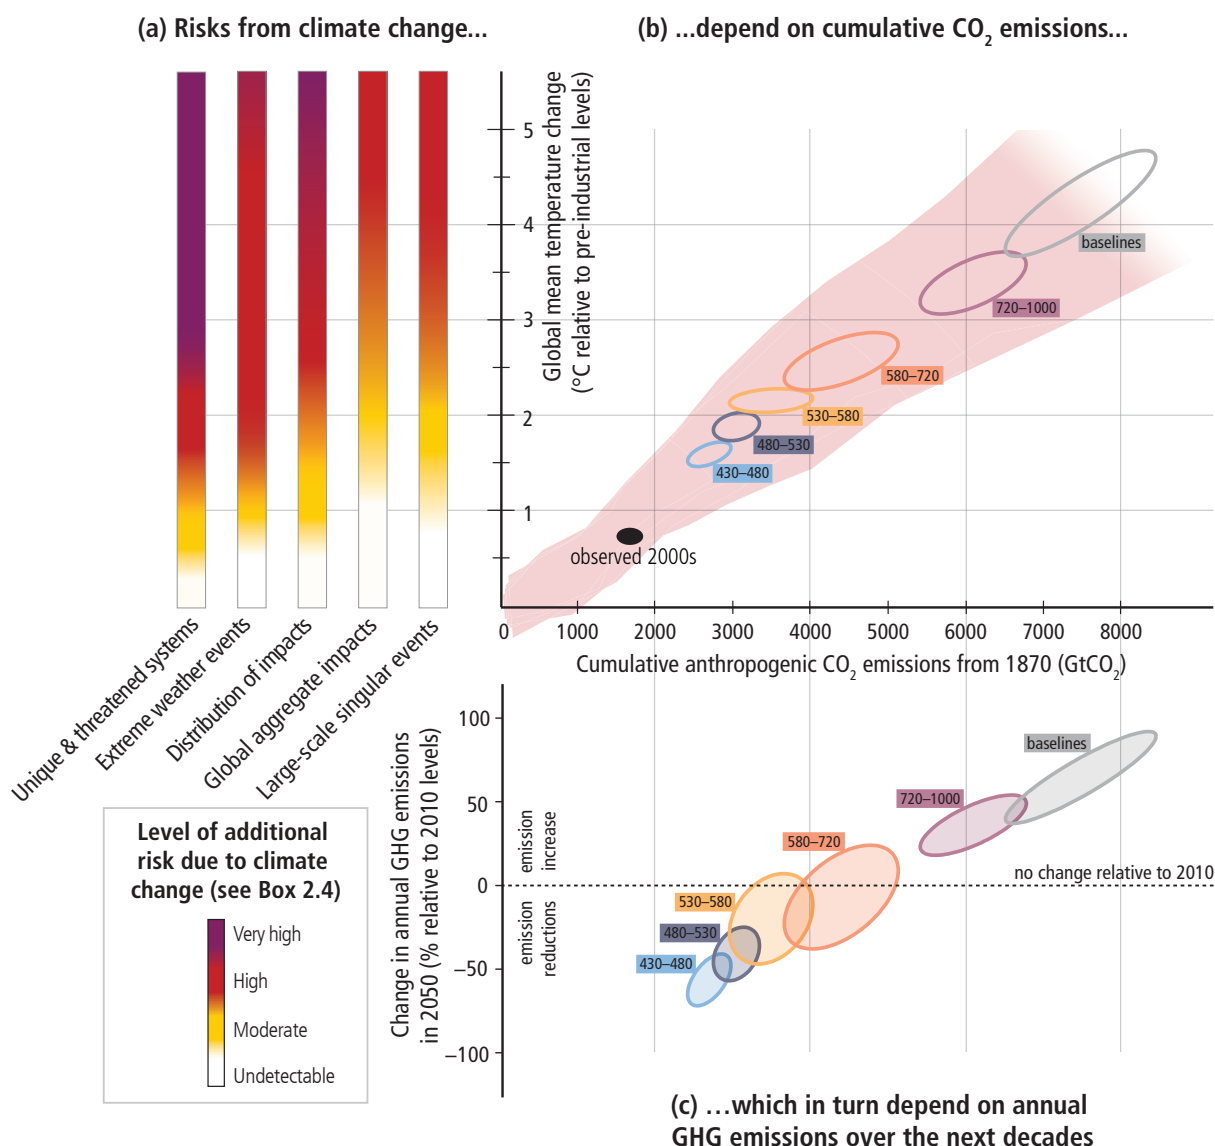 (a) Risks from climate change...
(b) ...depend on cumulative CO2 emissions...
Global mean temperature change
(°C relative to pre-industrial levels)
5
4
3
2
1
baselines
720–1000
580–720
530–580
480–530
430–480
observed 2000s
0
1000
2000
3000
4000
5000
6000
7000
8000
Cumulative anthropogenic CO2 emissions from 1870 (GtCO2)
Unique & threatened systems
Extreme weather events
Distribution of impacts
Global aggregate impacts
Large-scale singular events
Level of additional
risk due to climate
change (see Box 2.4)
Very high
High
Moderate
Undetectable
Change in annual GHG emissions
in 2050 (% relative to 2010 levels)
100
50
0
−50
−100
emission
increase
emission
reductions
baselines
720–1000
580–720
no change relative to 2010
530–580
480–530
430–480
(c) …which in turn depend on annual
GHG emissions over the next decades